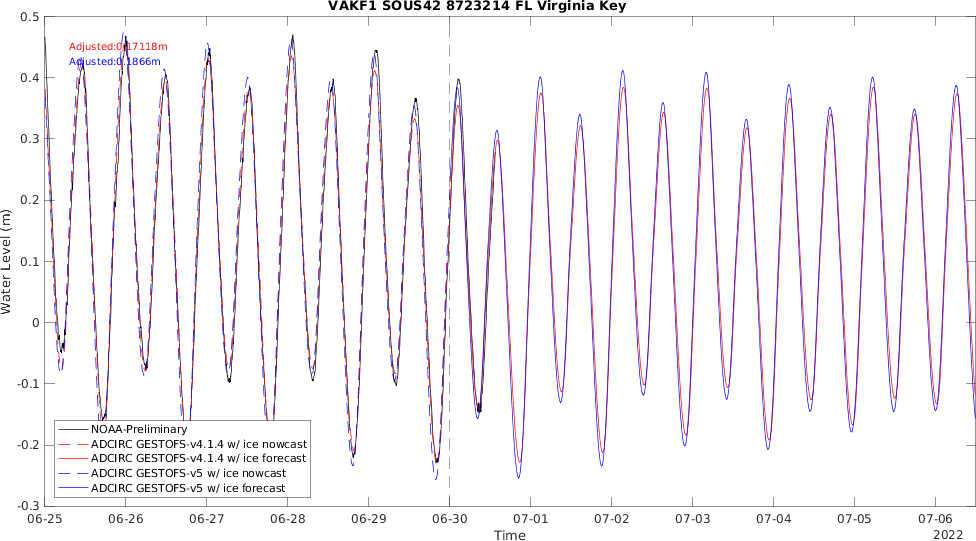 VAKF1 SOUS42 8723214 FL Virginia Key
0.5
Adjusted:0.17118m
Adjusted:0.1866m
0.4
0.3
0.2
0.1
0
-0.1
-0.2
-0.3
Water Level (m)
NOAA-Preliminary
ADCIRC GESTOFS-v4.1.4 w/ ice nowcast
ADCIRC GESTOFS-v4.1.4 w/ ice forecast
ADCIRC GESTOFS-v5 w/ ice nowcast
ADCIRC GESTOFS-v5 w/ ice forecast
06-25 06-26 06-27 06-28 06-29 06-30 07-01 07-02 07-03 07-04 07-05 07-06
Time
2022